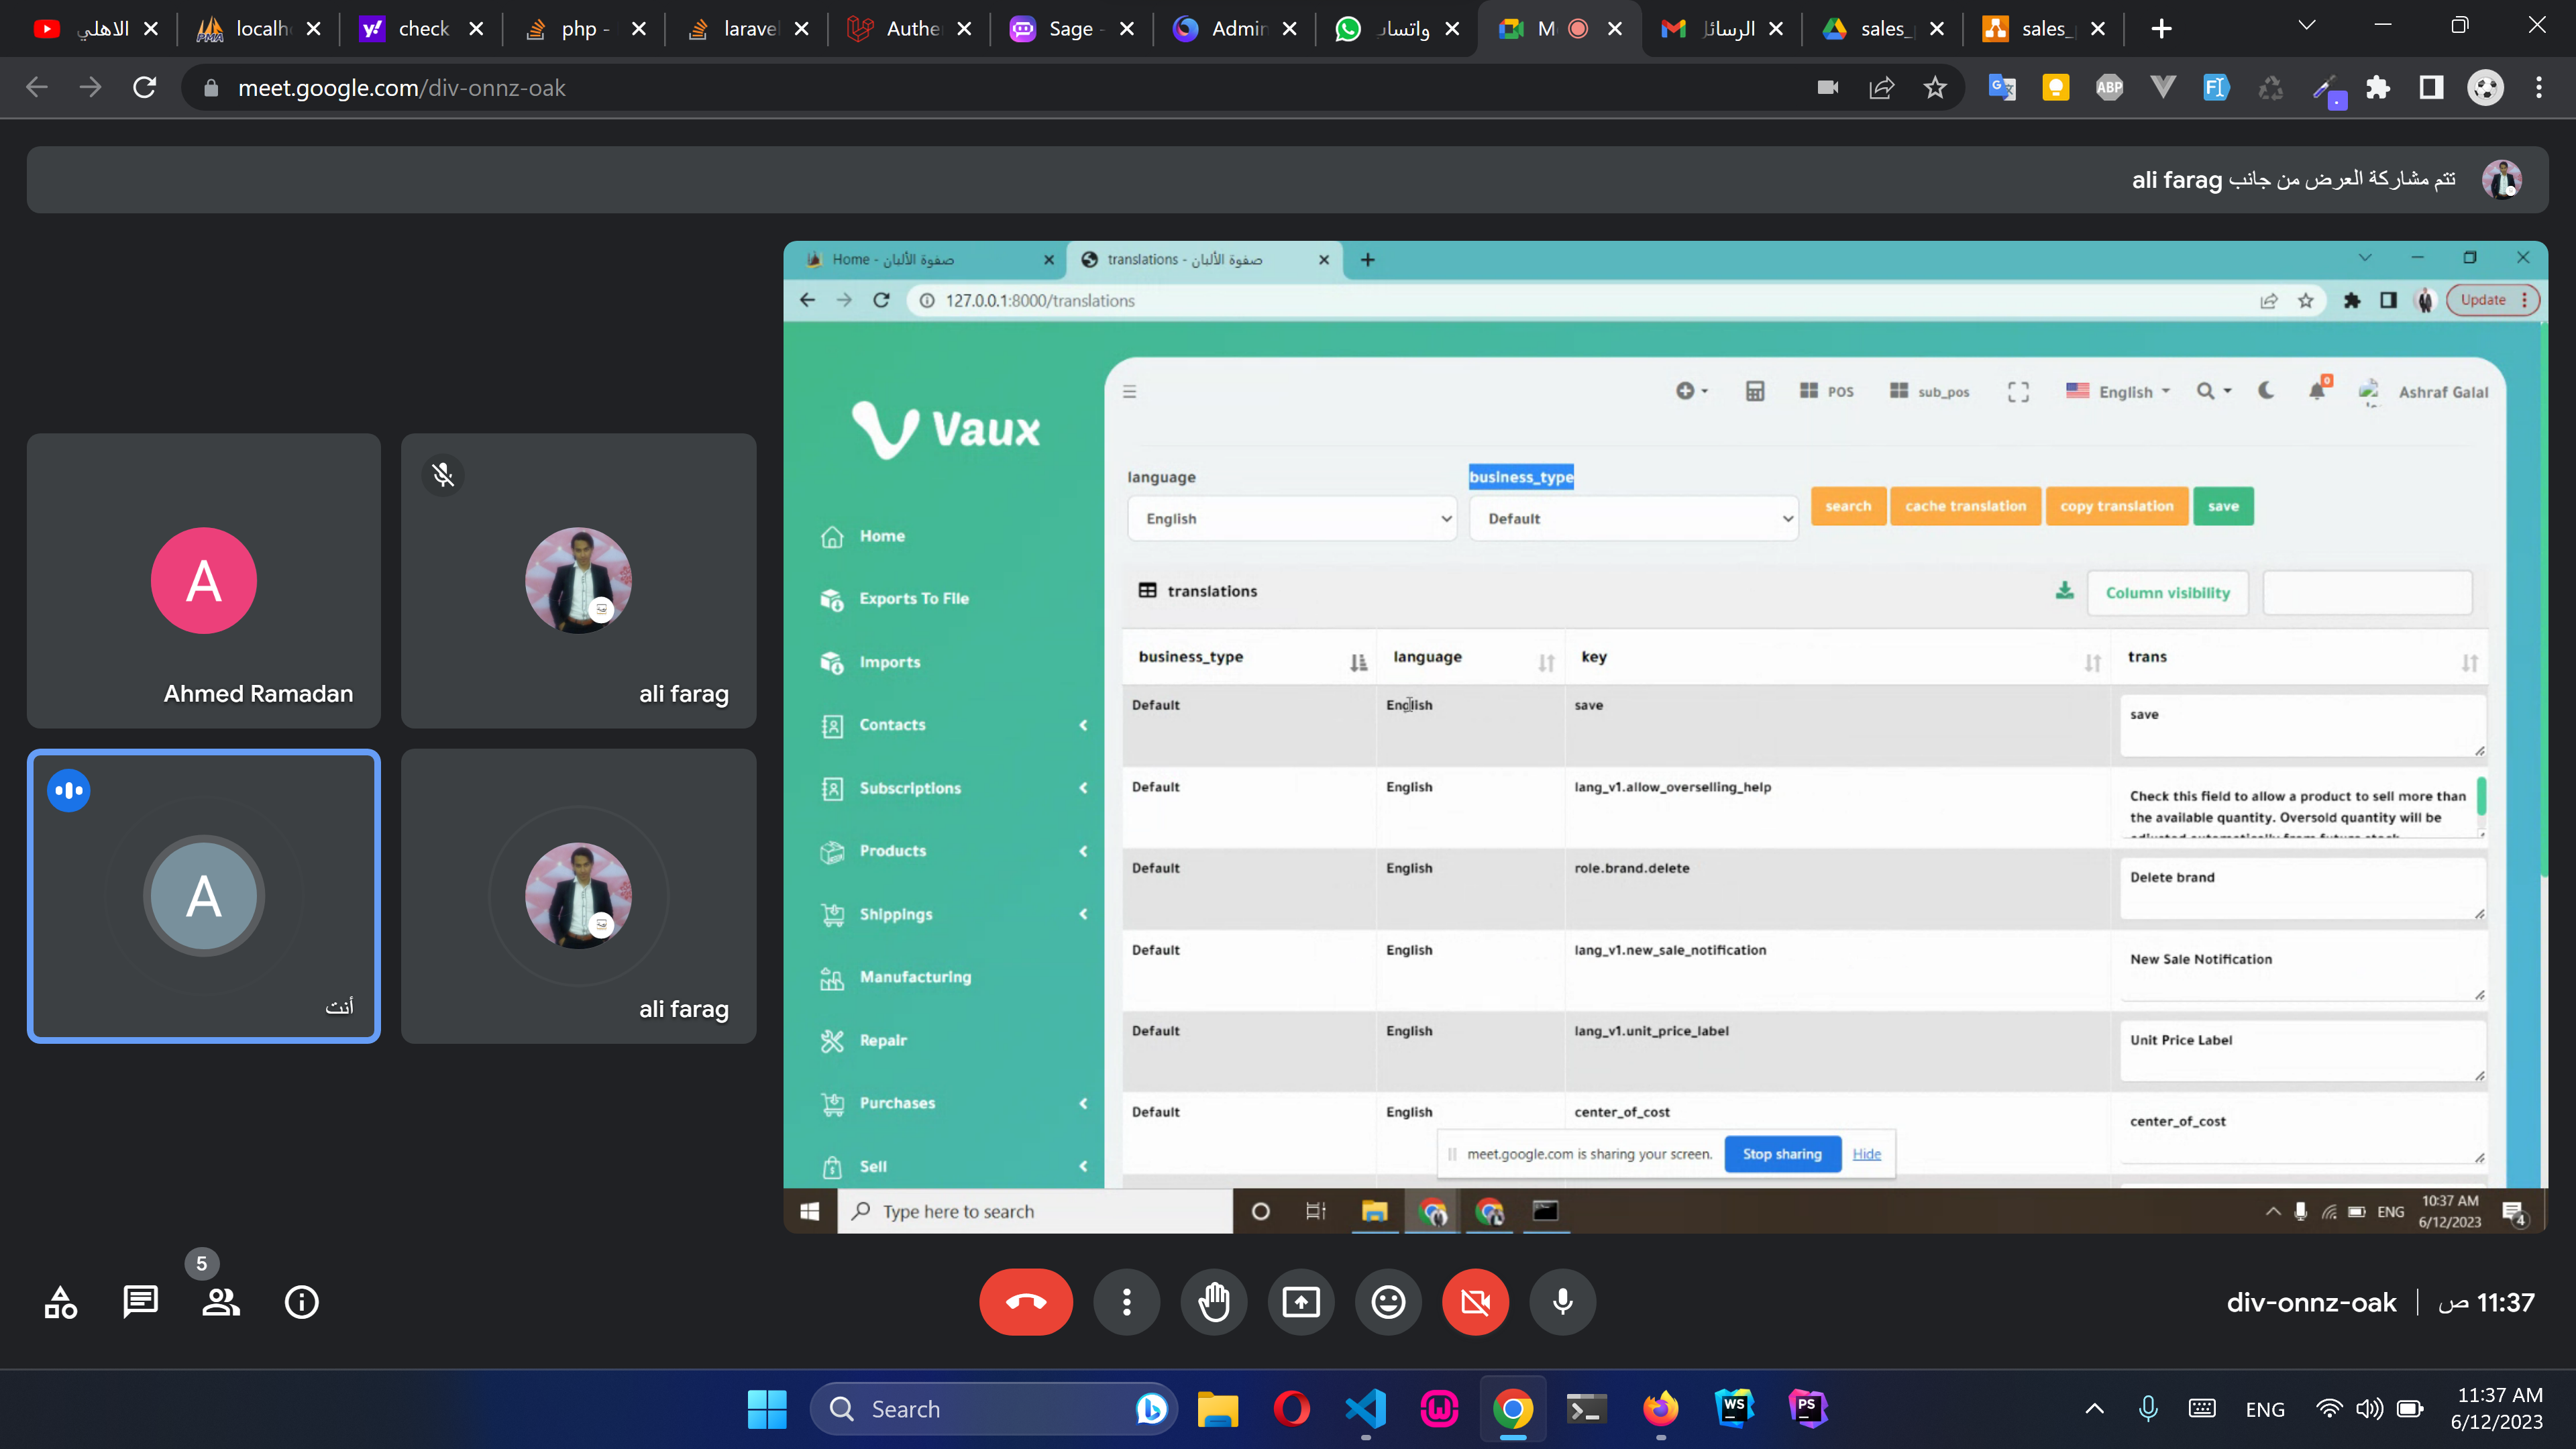 الاهلي
localh
check
php -
laravel
Authe
Sage -
Admin
واتساب
M
الرسائل
sales_
sales_
meet.google.com/div-onnz-oak
ABP
تتم مشاركة العرض من جانب ali farag
A
Ahmed Ramadan
ali farag
A
أنت
ali farag
Home - صفوة الألبان
translations - صفوة الألبان
127.0.0.1:8000/translations
Update
Vaux
POS
sub_pos
English
0
Ashraf Galal
Home
Exports To File
Imports
Contacts
Subscriptions
Products
Shippings
Manufacturing
Repair
Purchases
Sell
language
business_type
English
Default
search
cache translation
copy translation
save
translations
Column visibility
business_type
language
key
trans
Default
English
save
save
Default
English
lang_v1.allow_overselling_help
Check this field to allow a product to sell more than
the available quantity. Oversold quantity will be
Default
English
role.brand.delete
Delete brand
Default
English
lang_v1.new_sale_notification
New Sale Notification
Default
English
lang_v1.unit_price_label
Unit Price Label
Default
English
center_of_cost
center_of_cost
meet.google.com is sharing your screen.
Stop sharing
Hide
Type here to search
ENG
10:37 AM
6/12/2023
4
5
div-onnz-oak
11:37 ص
Search
WS
PS
ENG
11:37 AM
6/12/2023